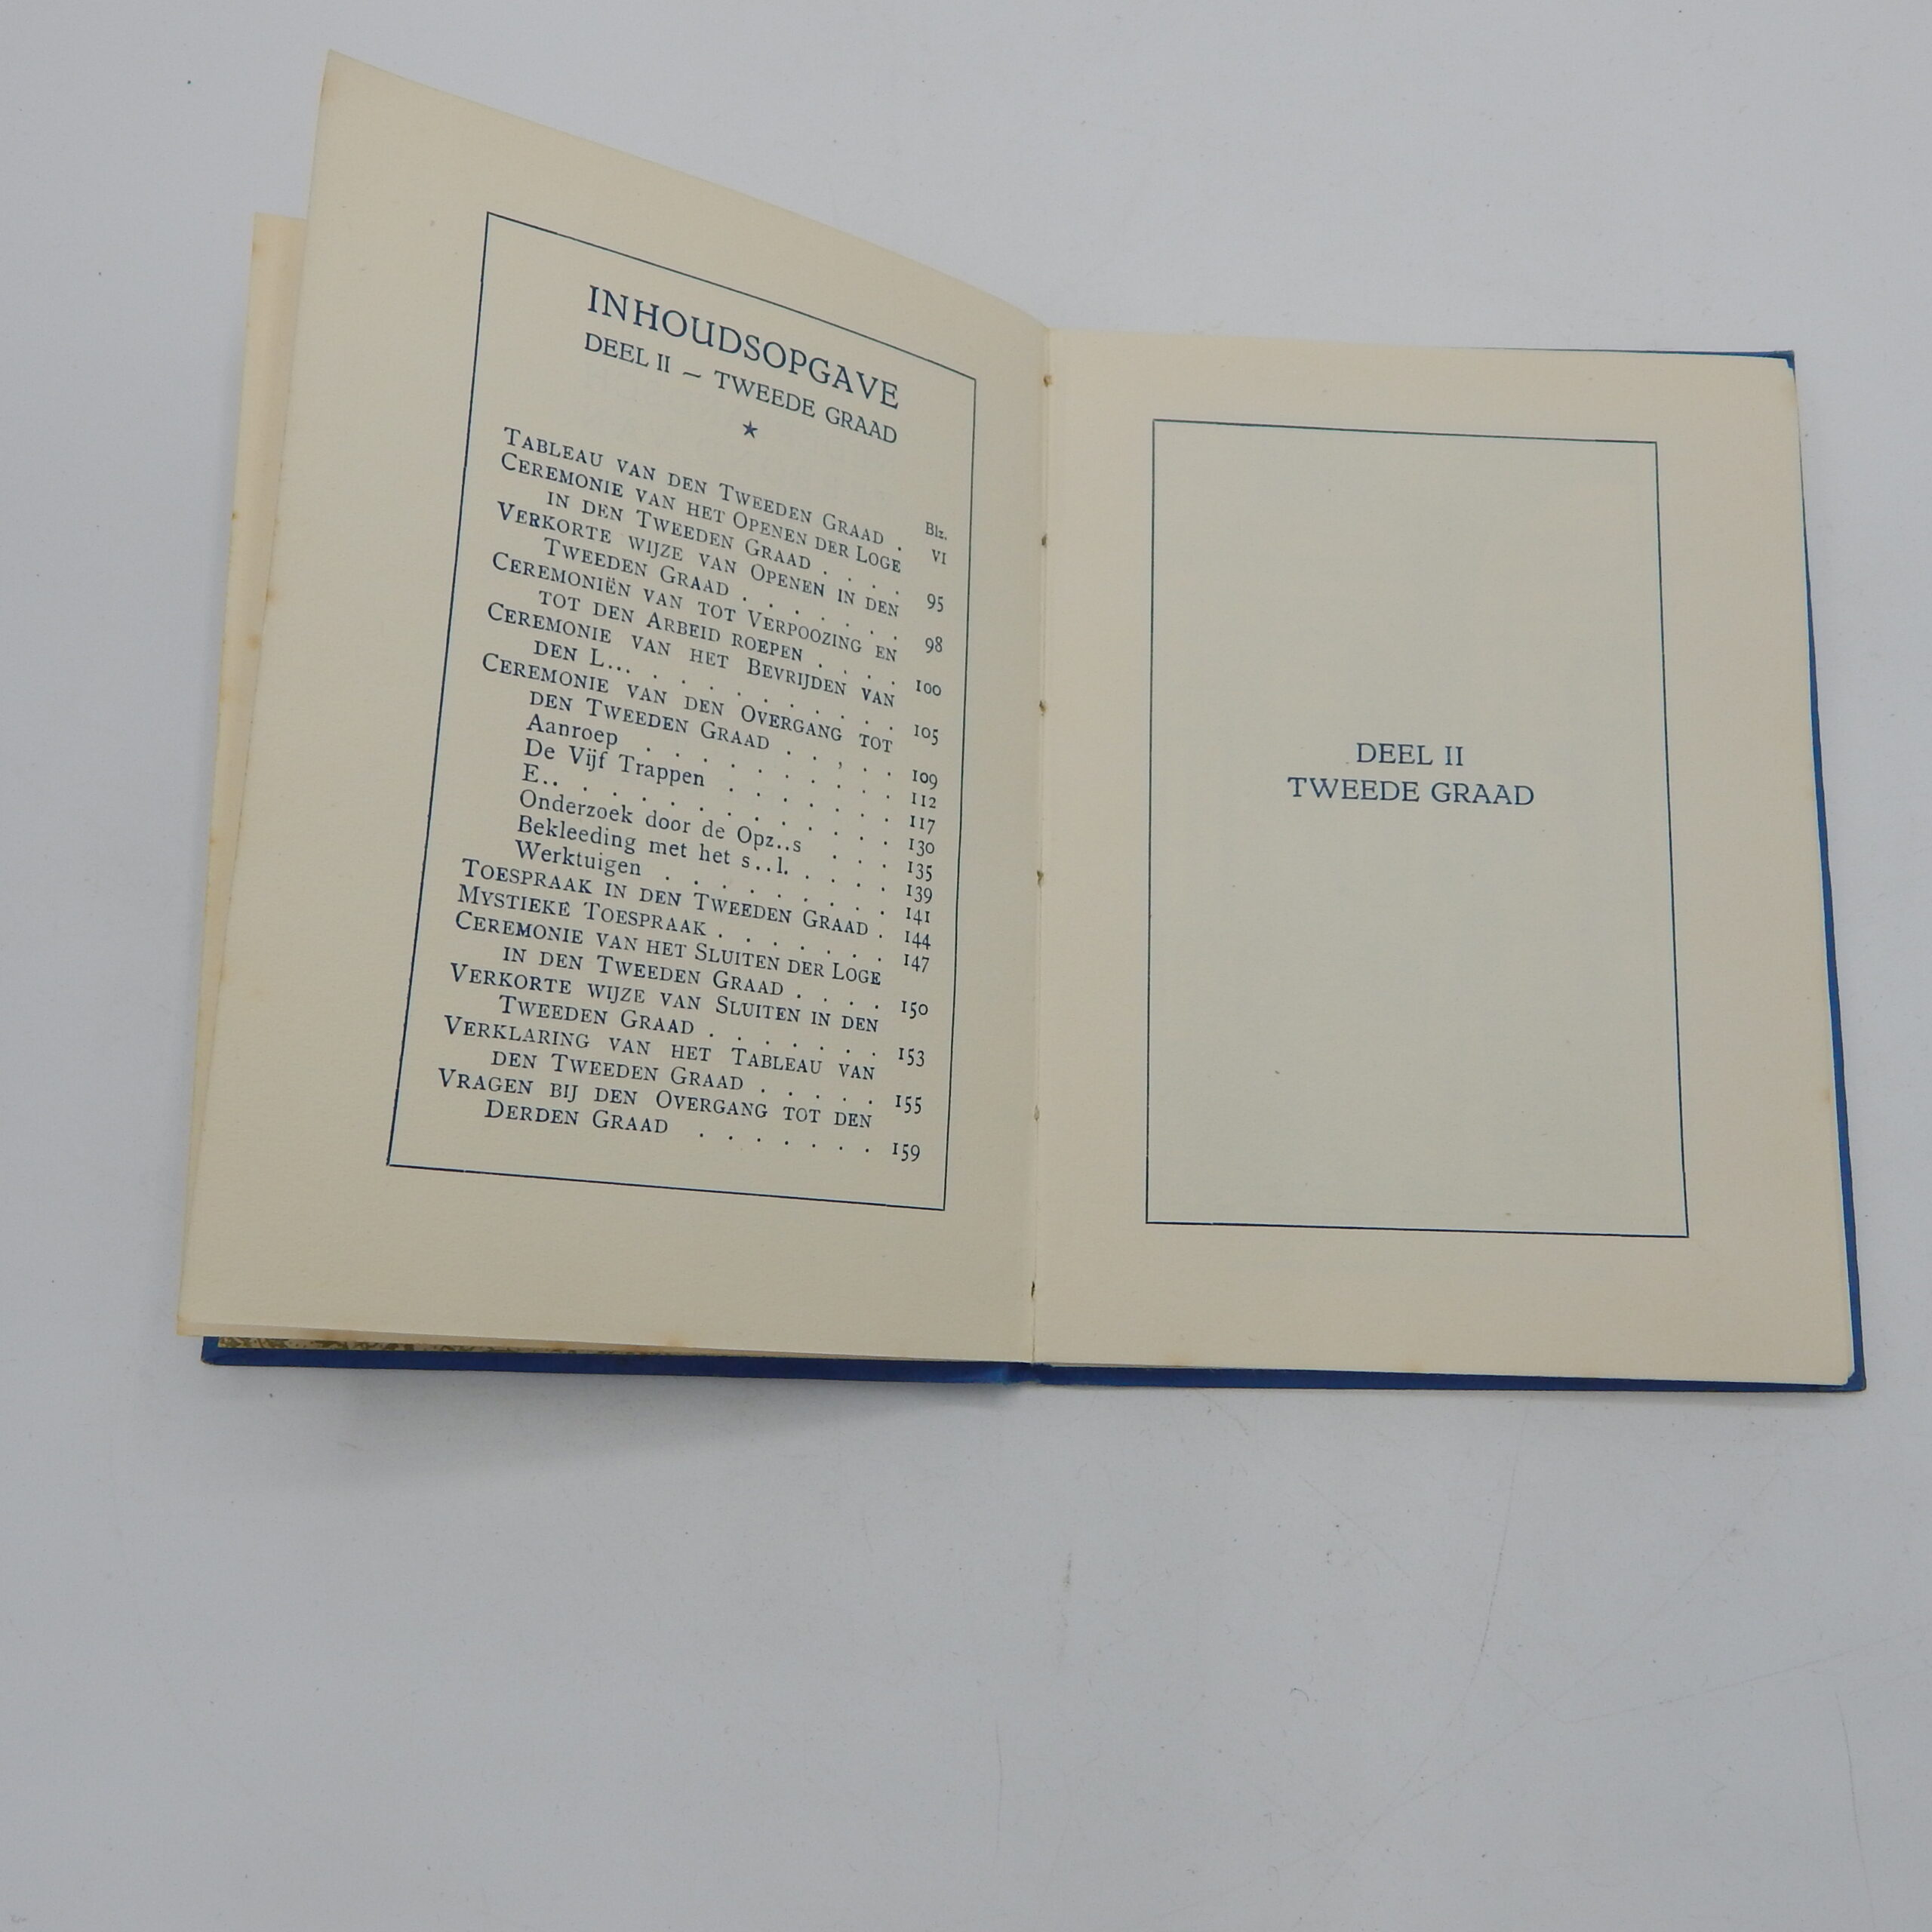 INHOUDSOPGAVE
DEEL II — TWEEDE GRAAD
★
Blz.
TABLEAU VAN DEN TWEEDEN GRAAD . VI
CEREMONIE VAN HET OPENEN DER LOGE
IN DEN TWEEDEN GRAAD . . . . 95
VERKORTE WIJZE VAN OPENEN IN DEN
TWEEDEN GRAAD . . . . . . 98
CEREMONIËN VAN TOT VERPOOZING EN
TOT DEN ARBEID ROEPEN . . . . 100
CEREMONIE VAN HET BEVRIJDEN VAN
DEN L... . . . . . . . . 105
CEREMONIE VAN DEN OVERGANG TOT
DEN TWEEDEN GRAAD . . , . . 109
Aanroep . . . . . . . . . 112
De Vijf Trappen . . . . . . 117
E.. . . . . . . . . . . 130
Onderzoek door de Opz..s . . . 135
Bekleeding met het s..l. . . . . 139
Werktuigen . . . . . . . . 141
TOESPRAAK IN DEN TWEEDEN GRAAD . 144
MYSTIEKE TOESPRAAK . . . . . . 147
CEREMONIE VAN HET SLUITEN DER LOGE
IN DEN TWEEDEN GRAAD . . . . 150
VERKORTE WIJZE VAN SLUITEN IN DEN
TWEEDEN GRAAD . . . . . . . 153
VERKLARING VAN HET TABLEAU VAN
DEN TWEEDEN GRAAD . . . . . 155
VRAGEN BIJ DEN OVERGANG TOT DEN
DERDEN GRAAD . . . . . . . 159
DEEL II
TWEEDE GRAAD